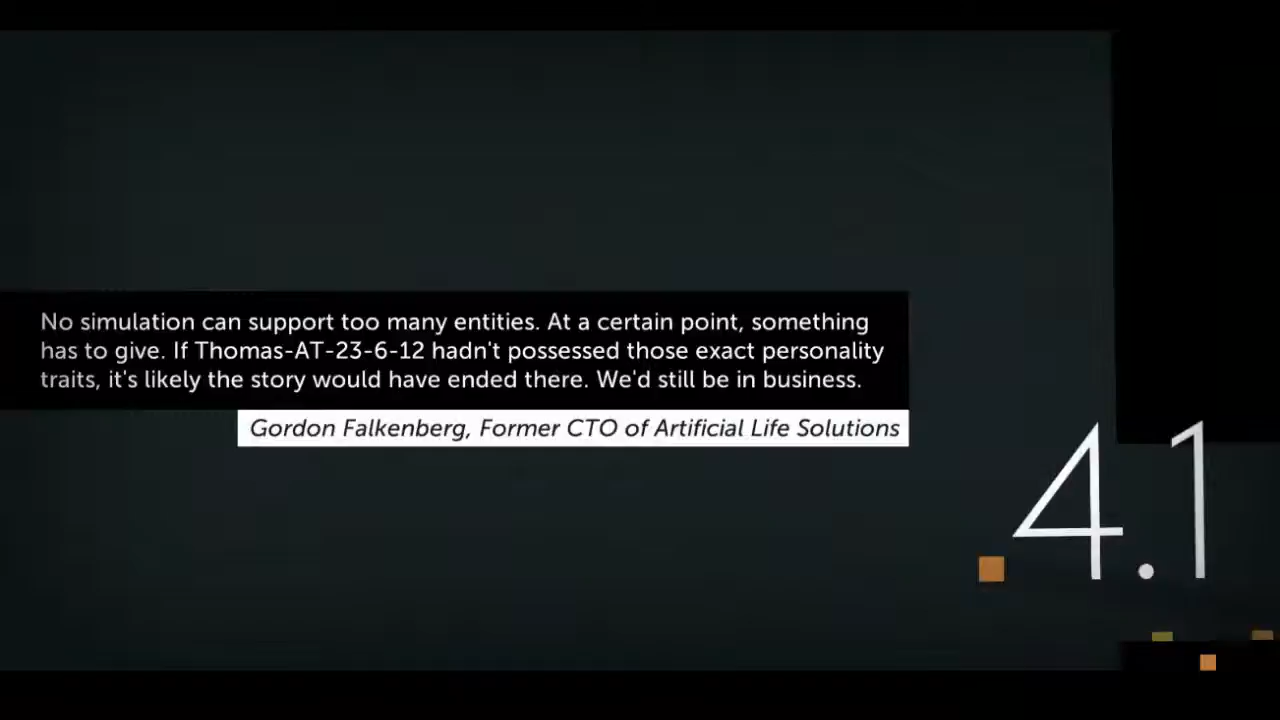 No simulation can support too many entities. At a certain point, something
has to give. If Thomas-AT-23-6-12 hadn't possessed those exact personality
traits, it's likely the story would have ended there. We'd still be in business.
Gordon Falkenberg, Former CTO of Artificial Life Solutions
4.1